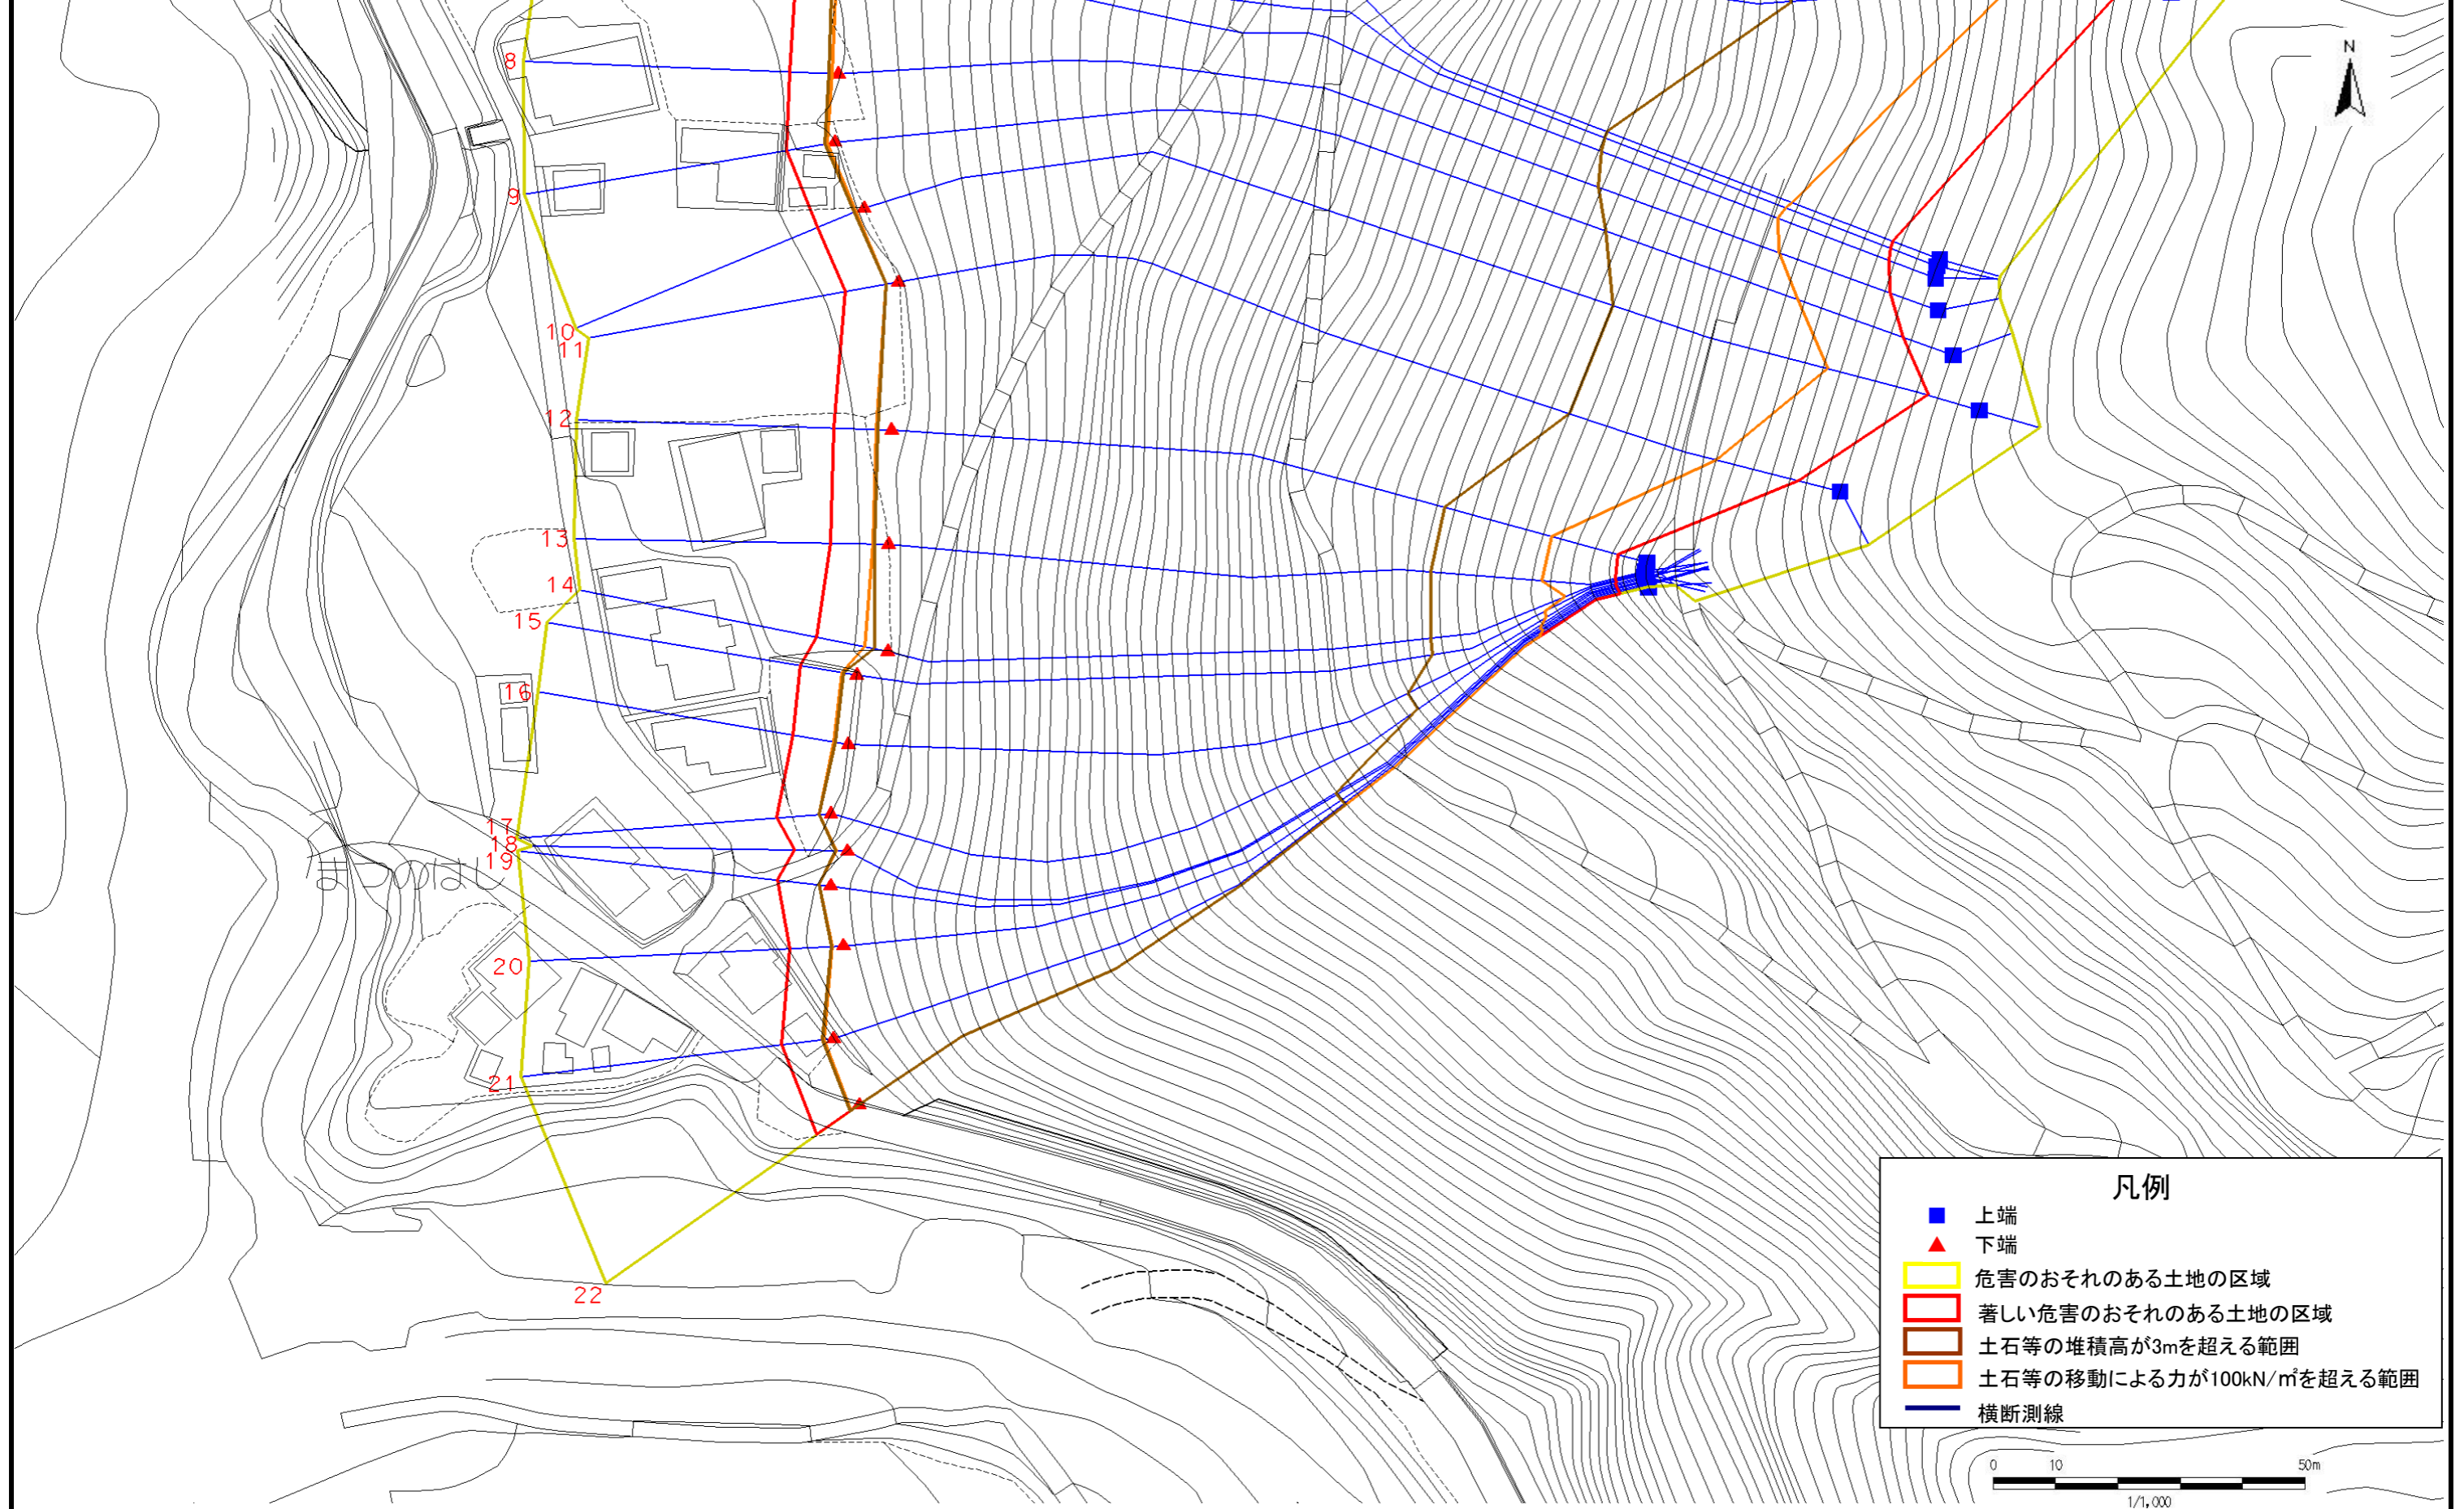 N
8
9
10
11
12
13
14
15
16
17
18
19
まつのはし
20
21
22
凡例
上端
下端
危害のおそれのある土地の区域
著しい危害のおそれのある土地の区域
土石等の堆積高が3mを超える範囲
土石等の移動による力が100kN/㎡を超える範囲
横断測線
0 10 50m
1/1,000